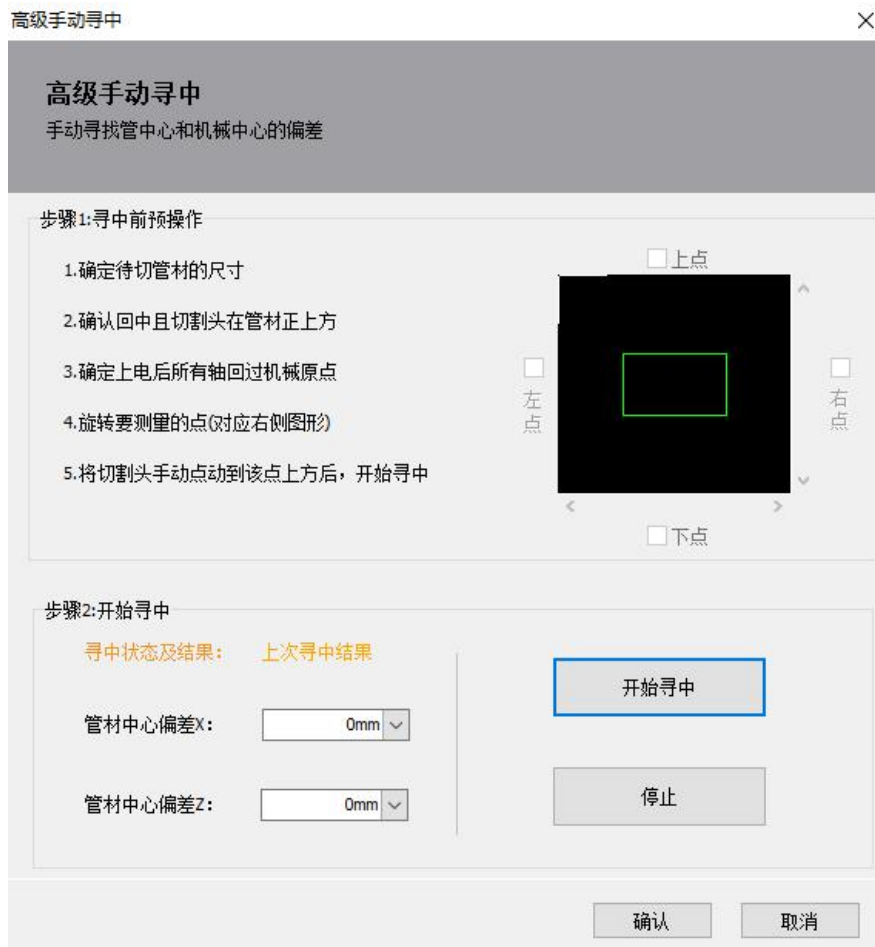 高级手动寻中
高级手动寻中
手动寻找管中心和机械中心的偏差
步骤1:寻中前预操作
1.确定待切管材的尺寸
2.确认回中且切割头在管材正上方
3.确定上电后所有轴回过机械原点
4.旋转要测量的点(对应右侧图形)
5.将切割头手动点动到该点上方后，开始寻中
上点
左点
右点
下点
步骤2:开始寻中
寻中状态及结果： 上次寻中结果
管材中心偏差X： 0mm
管材中心偏差Z： 0mm
开始寻中
停止
确认 取消